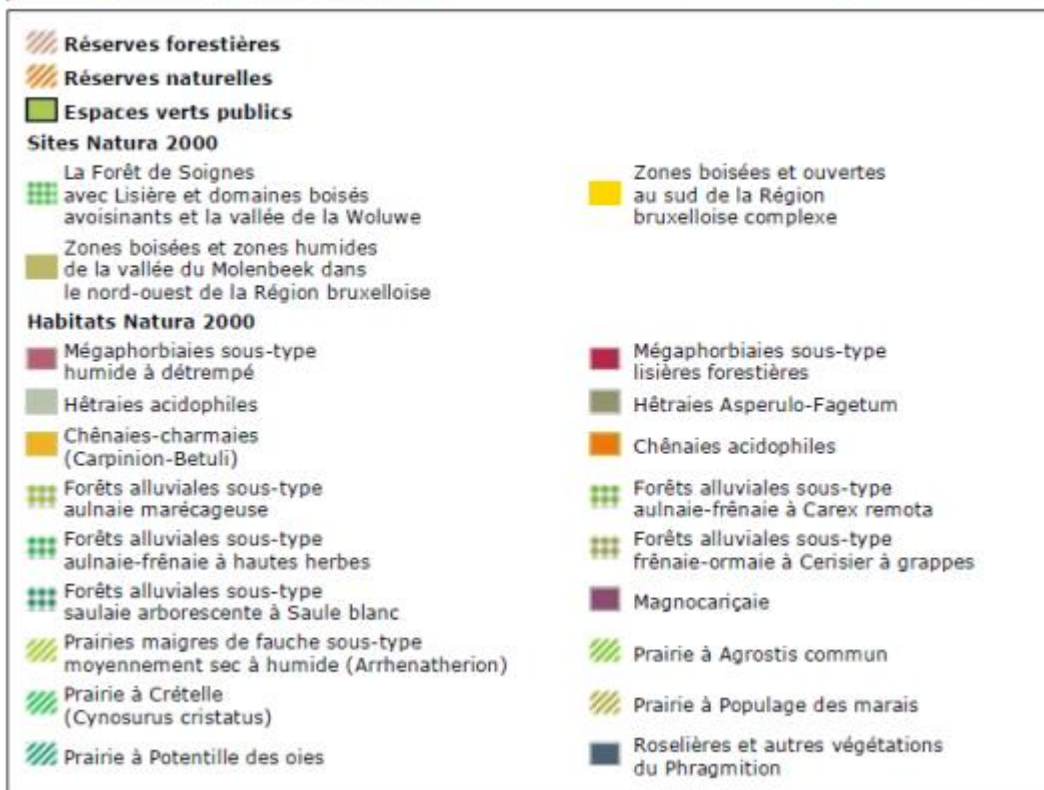 Réserves forestières
Réserves naturelles
Espaces verts publics
Sites Natura 2000
La Forêt de Soignes
avec Lisière et domaines boisés
avoisinants et la vallée de la Woluwe
Zones boisées et ouvertes
au sud de la Région
bruxelloise complexe
Zones boisées et zones humides
de la vallée du Molenbeek dans
le nord-ouest de la Région bruxelloise
Habitats Natura 2000
Mégaphorbiaies sous-type
humide à détrempé
Mégaphorbiaies sous-type
lisières forestières
Hêtraies acidophiles
Hêtraies Asperulo-Fagetum
Chênaies-charmaies
(Carpinion-Betuli)
Chênaies acidophiles
Forêts alluviales sous-type
aulnaie marécageuse
Forêts alluviales sous-type
aulnaie-frênaie à Carex remota
Forêts alluviales sous-type
aulnaie-frênaie à hautes herbes
Forêts alluviales sous-type
frênaie-ormaie à Cerisier à grappes
Forêts alluviales sous-type
saulaie arborescente à Saule blanc
Magnocariçaie
Prairies maigres de fauche sous-type
moyennement sec à humide (Arrhenatherion)
Prairie à Agrostis commun
Prairie à Crételle
(Cynosurus cristatus)
Prairie à Populage des marais
Prairie à Potentille des oies
Roselières et autres végétations
du Phragmition